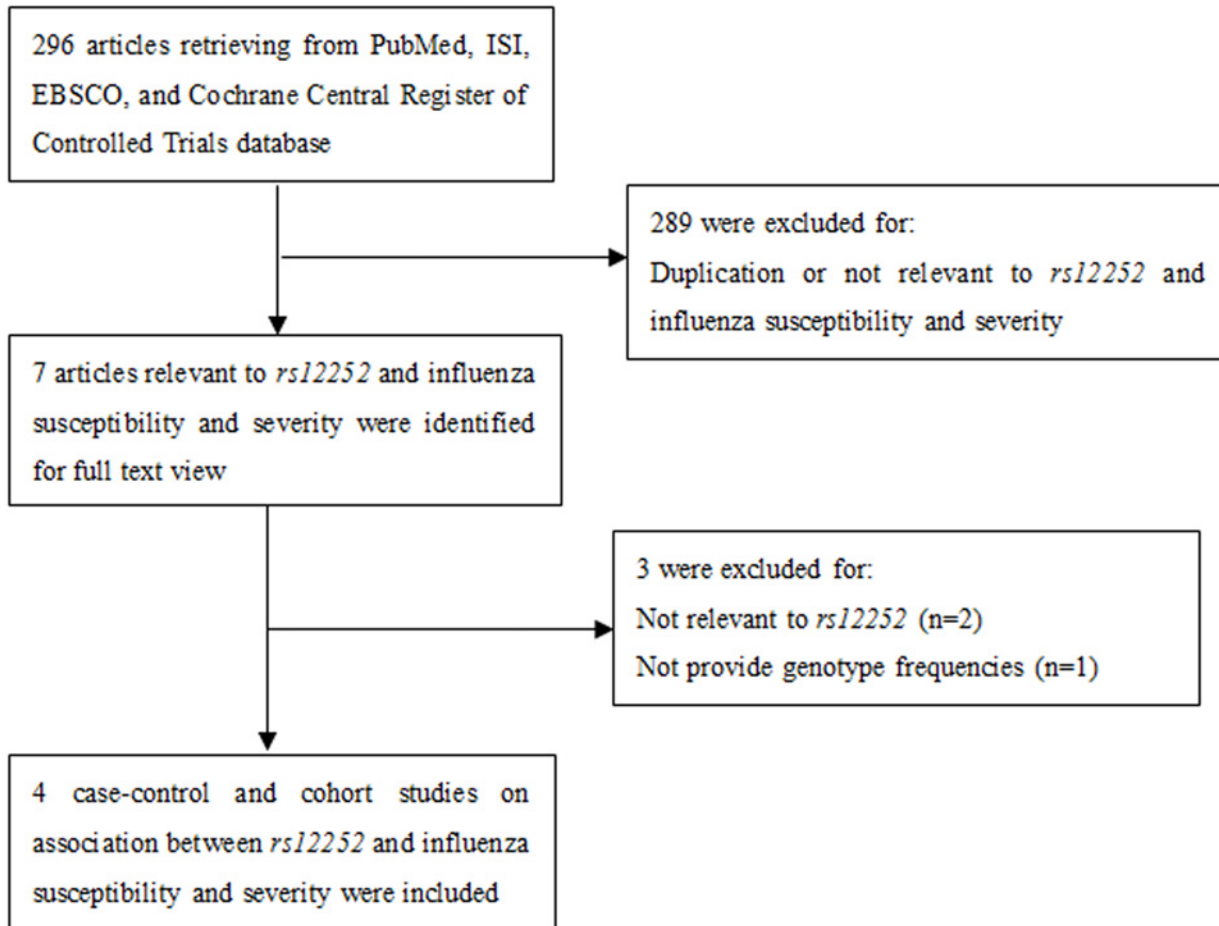 296 articles retrieving from PubMed, ISI,
EBSCO, and Cochrane Central Register of
Controlled Trials database
289 were excluded for:
Duplication or not relevant to rs12252 and
influenza susceptibility and severity
7 articles relevant to rs12252 and influenza
susceptibility and severity were identified
for full text view
3 were excluded for:
Not relevant to rs12252 (n=2)
Not provide genotype frequencies (n=1)
4 case-control and cohort studies on
association between rs12252 and influenza
susceptibility and severity were included